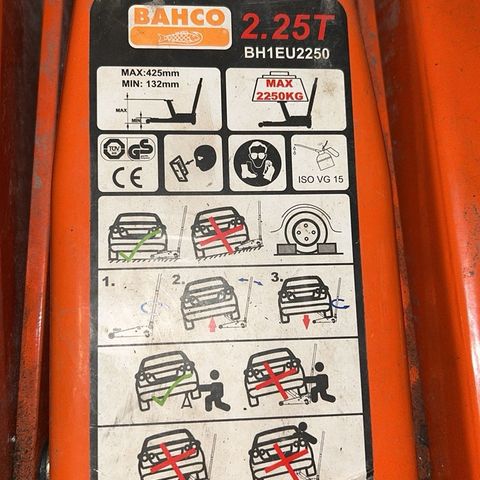 BAHCO
2.25T
BH1EU2250
MAX:425mm
MIN: 132mm
MAX
MIN
MAX
2250KG
TÜV
GS
CE
ISO VG 15
1.
2.
3.